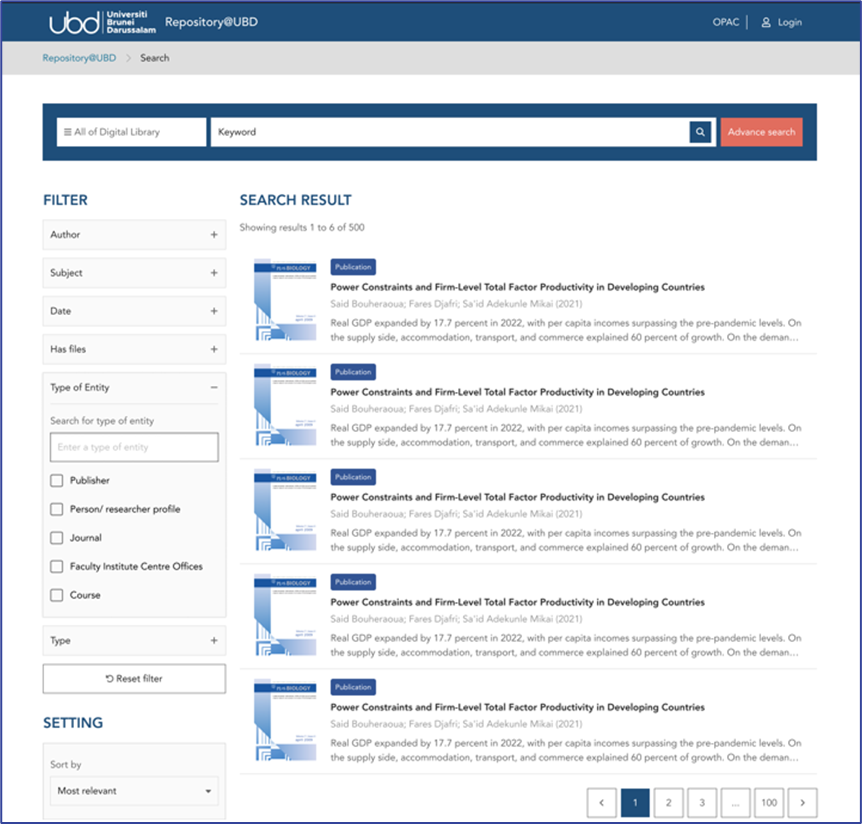 ubd
Universiti
Brunei
Darussalam
Repository@UBD
OPAC
Login
Repository@UBD > Search
All of Digital Library
Keyword
Advance search
FILTER
Author +
Subject +
Date +
Has files +
Type of Entity −
Search for type of entity
Enter a type of entity
Publisher
Person/ researcher profile
Journal
Faculty Institute Centre Offices
Course
Type +
Reset filter
SETTING
Sort by
Most relevant
SEARCH RESULT
Showing results 1 to 6 of 500
BIOLOGY
Publication
Power Constraints and Firm-Level Total Factor Productivity in Developing Countries
Said Bouheraoua; Fares Djafri; Sa'id Adekunle Mikai (2021)
Real GDP expanded by 17.7 percent in 2022, with per capita incomes surpassing the pre-pandemic levels. On
the supply side, accommodation, transport, and commerce explained 60 percent of growth. On the deman...
BIOLOGY
Publication
Power Constraints and Firm-Level Total Factor Productivity in Developing Countries
Said Bouheraoua; Fares Djafri; Sa'id Adekunle Mikai (2021)
Real GDP expanded by 17.7 percent in 2022, with per capita incomes surpassing the pre-pandemic levels. On
the supply side, accommodation, transport, and commerce explained 60 percent of growth. On the deman...
BIOLOGY
Publication
Power Constraints and Firm-Level Total Factor Productivity in Developing Countries
Said Bouheraoua; Fares Djafri; Sa'id Adekunle Mikai (2021)
Real GDP expanded by 17.7 percent in 2022, with per capita incomes surpassing the pre-pandemic levels. On
the supply side, accommodation, transport, and commerce explained 60 percent of growth. On the deman...
BIOLOGY
Publication
Power Constraints and Firm-Level Total Factor Productivity in Developing Countries
Said Bouheraoua; Fares Djafri; Sa'id Adekunle Mikai (2021)
Real GDP expanded by 17.7 percent in 2022, with per capita incomes surpassing the pre-pandemic levels. On
the supply side, accommodation, transport, and commerce explained 60 percent of growth. On the deman...
BIOLOGY
Publication
Power Constraints and Firm-Level Total Factor Productivity in Developing Countries
Said Bouheraoua; Fares Djafri; Sa'id Adekunle Mikai (2021)
Real GDP expanded by 17.7 percent in 2022, with per capita incomes surpassing the pre-pandemic levels. On
the supply side, accommodation, transport, and commerce explained 60 percent of growth. On the deman...
< 1 2 3 ... 100 >